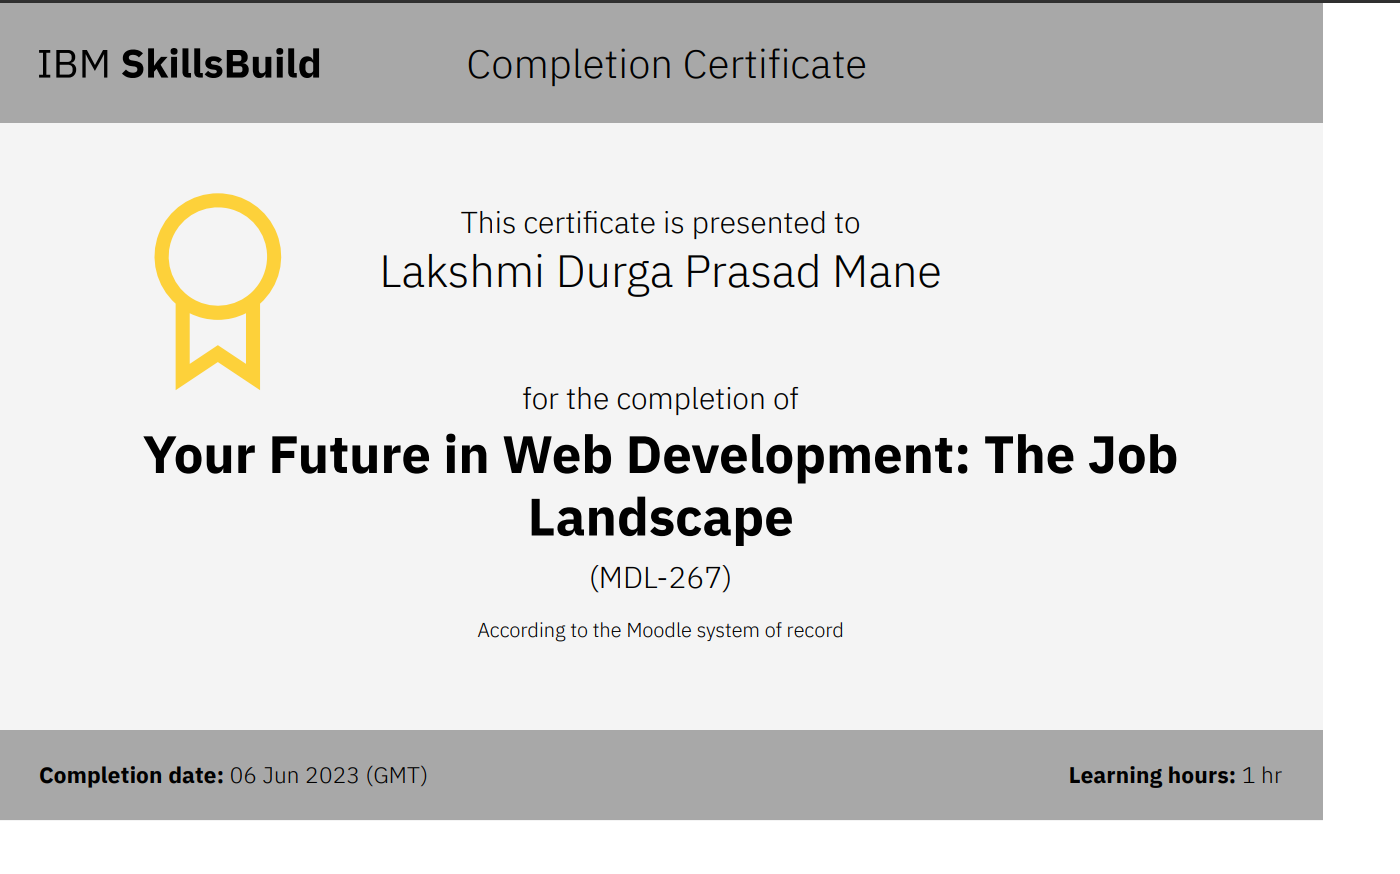 IBM SkillsBuild
Completion Certificate
This certificate is presented to
Lakshmi Durga Prasad Mane
for the completion of
Your Future in Web Development: The Job
Landscape
(MDL-267)
According to the Moodle system of record
Completion date: 06 Jun 2023 (GMT)
Learning hours: 1 hr